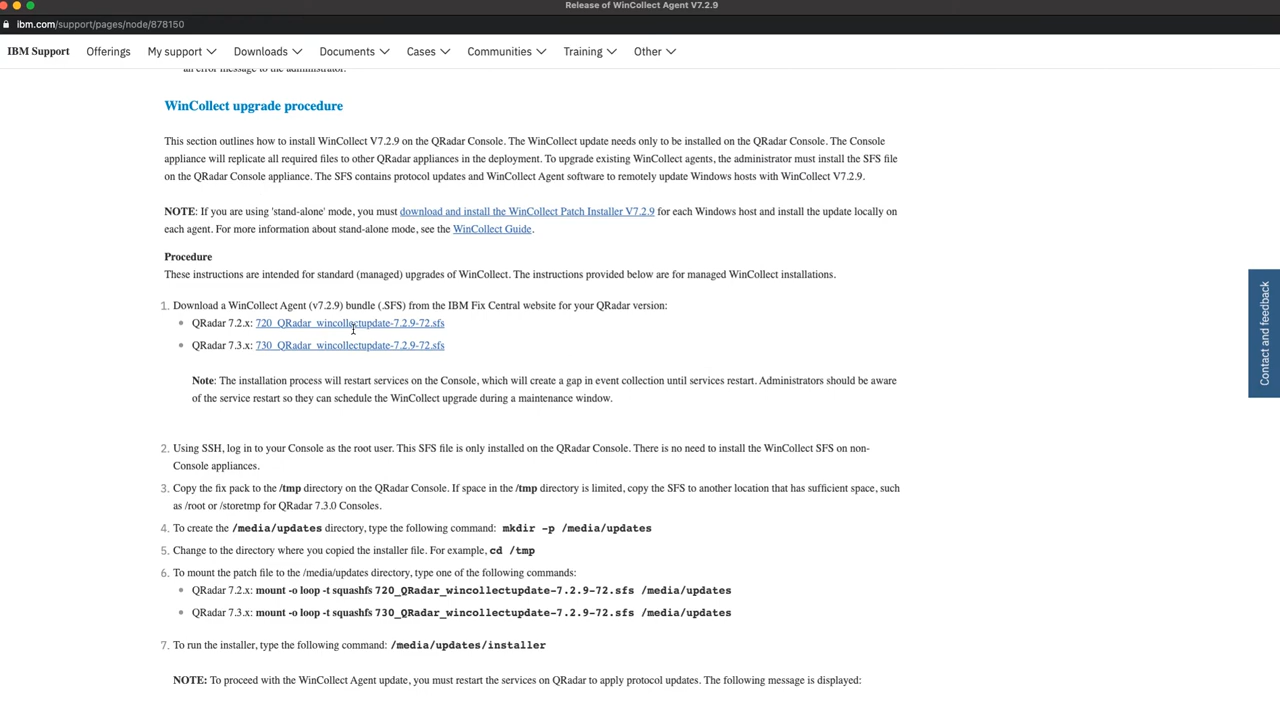 Release of WinCollect Agent V7.2.9
ibm.com/support/pages/node/878150
IBM Support Offerings My support Downloads Documents Cases Communities Training Other
an error message to the administrator.
WinCollect upgrade procedure
This section outlines how to install WinCollect V7.2.9 on the QRadar Console. The WinCollect update needs only to be installed on the QRadar Console. The Console
appliance will replicate all required files to other QRadar appliances in the deployment. To upgrade existing WinCollect agents, the administrator must install the SFS file
on the QRadar Console appliance. The SFS contains protocol updates and WinCollect Agent software to remotely update Windows hosts with WinCollect V7.2.9.
NOTE: If you are using 'stand-alone' mode, you must download and install the WinCollect Patch Installer V7.2.9 for each Windows host and install the update locally on
each agent. For more information about stand-alone mode, see the WinCollect Guide.
Procedure
These instructions are intended for standard (managed) upgrades of WinCollect. The instructions provided below are for managed WinCollect installations.
1. Download a WinCollect Agent (v7.2.9) bundle (.SFS) from the IBM Fix Central website for your QRadar version:
• QRadar 7.2.x: 720_QRadar_wincollectupdate-7.2.9-72.sfs
• QRadar 7.3.x: 730_QRadar_wincollectupdate-7.2.9-72.sfs
Note: The installation process will restart services on the Console, which will create a gap in event collection until services restart. Administrators should be aware
of the service restart so they can schedule the WinCollect upgrade during a maintenance window.
2. Using SSH, log in to your Console as the root user. This SFS file is only installed on the QRadar Console. There is no need to install the WinCollect SFS on non-
Console appliances.
3. Copy the fix pack to the /tmp directory on the QRadar Console. If space in the /tmp directory is limited, copy the SFS to another location that has sufficient space, such
as /root or /storetmp for QRadar 7.3.0 Consoles.
4. To create the /media/updates directory, type the following command: mkdir -p /media/updates
5. Change to the directory where you copied the installer file. For example, cd /tmp
6. To mount the patch file to the /media/updates directory, type one of the following commands:
• QRadar 7.2.x: mount -o loop -t squashfs 720_QRadar_wincollectupdate-7.2.9-72.sfs /media/updates
• QRadar 7.3.x: mount -o loop -t squashfs 730_QRadar_wincollectupdate-7.2.9-72.sfs /media/updates
7. To run the installer, type the following command: /media/updates/installer
NOTE: To proceed with the WinCollect Agent update, you must restart the services on QRadar to apply protocol updates. The following message is displayed:
Contact and feedback